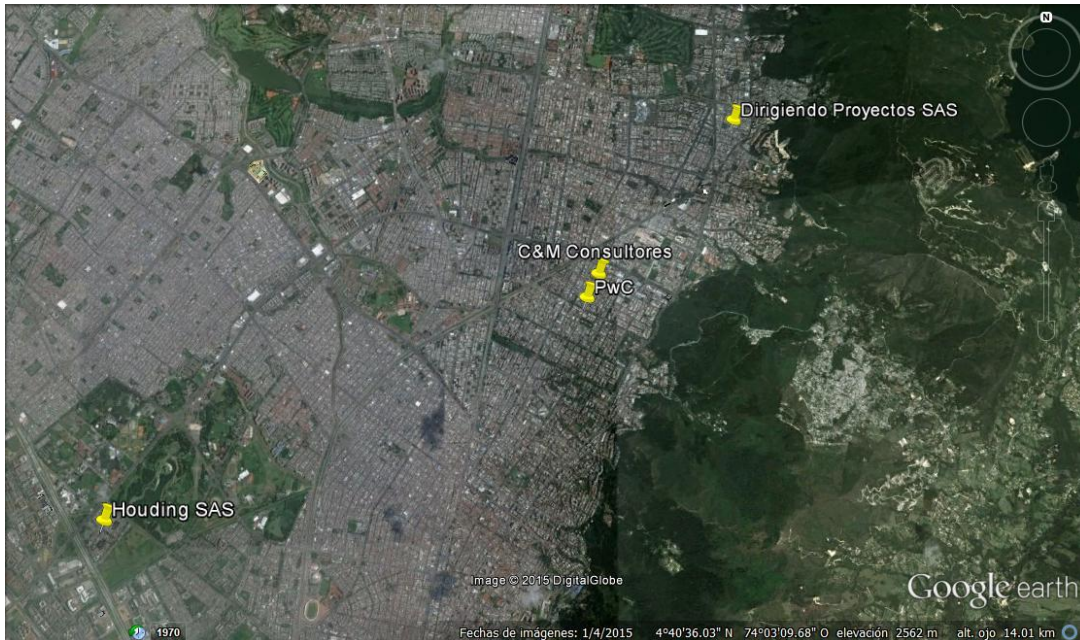 N
Dirigiendo Proyectos SAS
C&M Consultores
PwC
Houding SAS
Image © 2015 DigitalGlobe
Google earth
1970
Fechas de imágenes: 1/4/2015 4°40'36.03" N 74°03'09.68" O elevación 2562 m alt. ojo 14.01 km